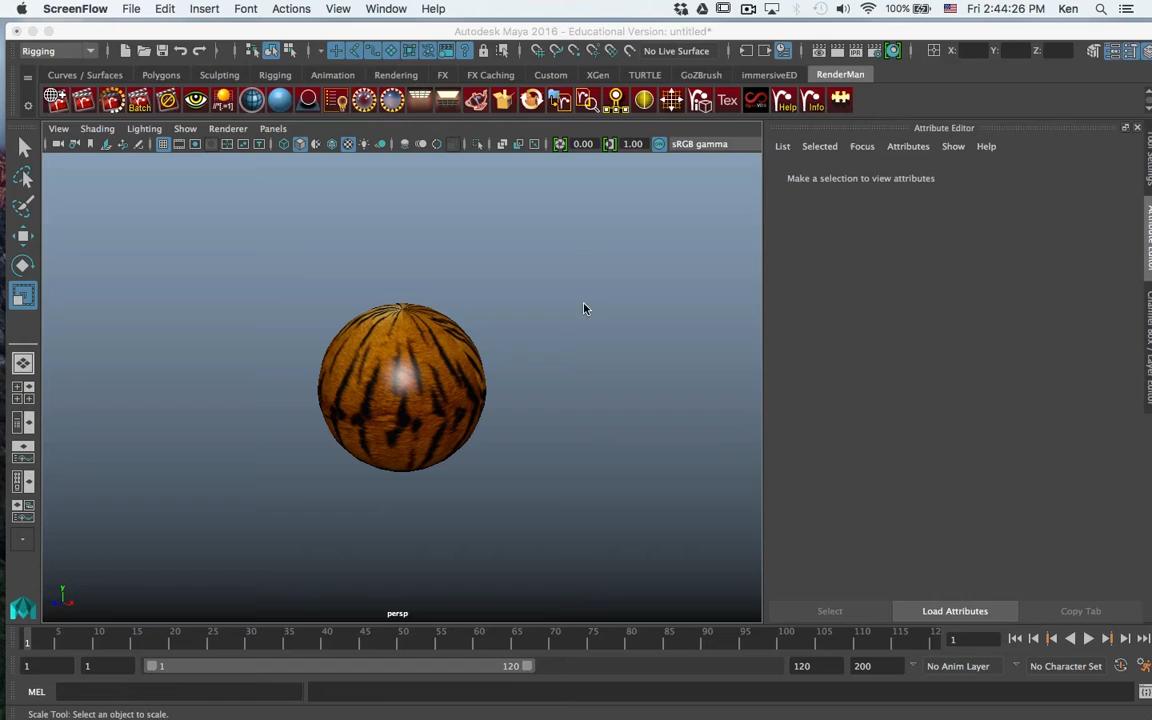 ScreenFlow File Edit Insert Font Actions View Window Help 100% Fri 2:44:26 PM Ken
Autodesk Maya 2016 - Educational Version: untitled*
Rigging No Live Surface X: Y: Z:
Curves / Surfaces Polygons Sculpting Rigging Animation Rendering FX FX Caching Custom XGen TURTLE GoZBrush immersiveED RenderMan
Batch Tex Help Info
View Shading Lighting Show Renderer Panels Attribute Editor
0.00 1.00 sRGB gamma List Selected Focus Attributes Show Help
Make a selection to view attributes
y
persp
Select Load Attributes Copy Tab
1 5 10 15 20 25 30 35 40 45 50 55 60 65 70 75 80 85 90 95 100 105 110 115 12 1
1 1 1 120 120 200 No Anim Layer No Character Set
MEL
Scale Tool: Select an object to scale.